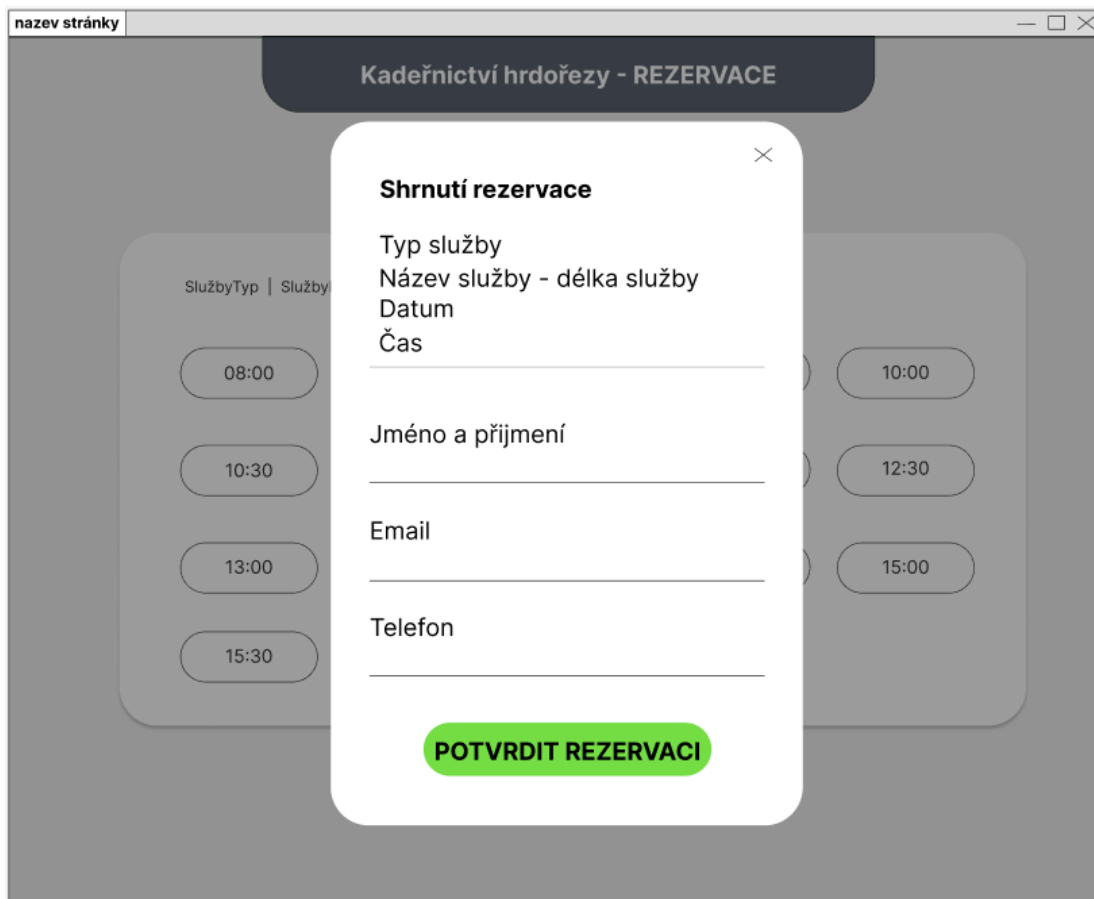 nazev stránky
Kadeřnictví hrdořezy - REZERVACE
Shrnutí rezervace
Typ služby
Název služby - délka služby
Datum
Čas
SlužbyTyp | Služby
08:00
10:00
Jméno a přijmení
10:30
12:30
Email
13:00
15:00
Telefon
15:30
POTVRDIT REZERVACI